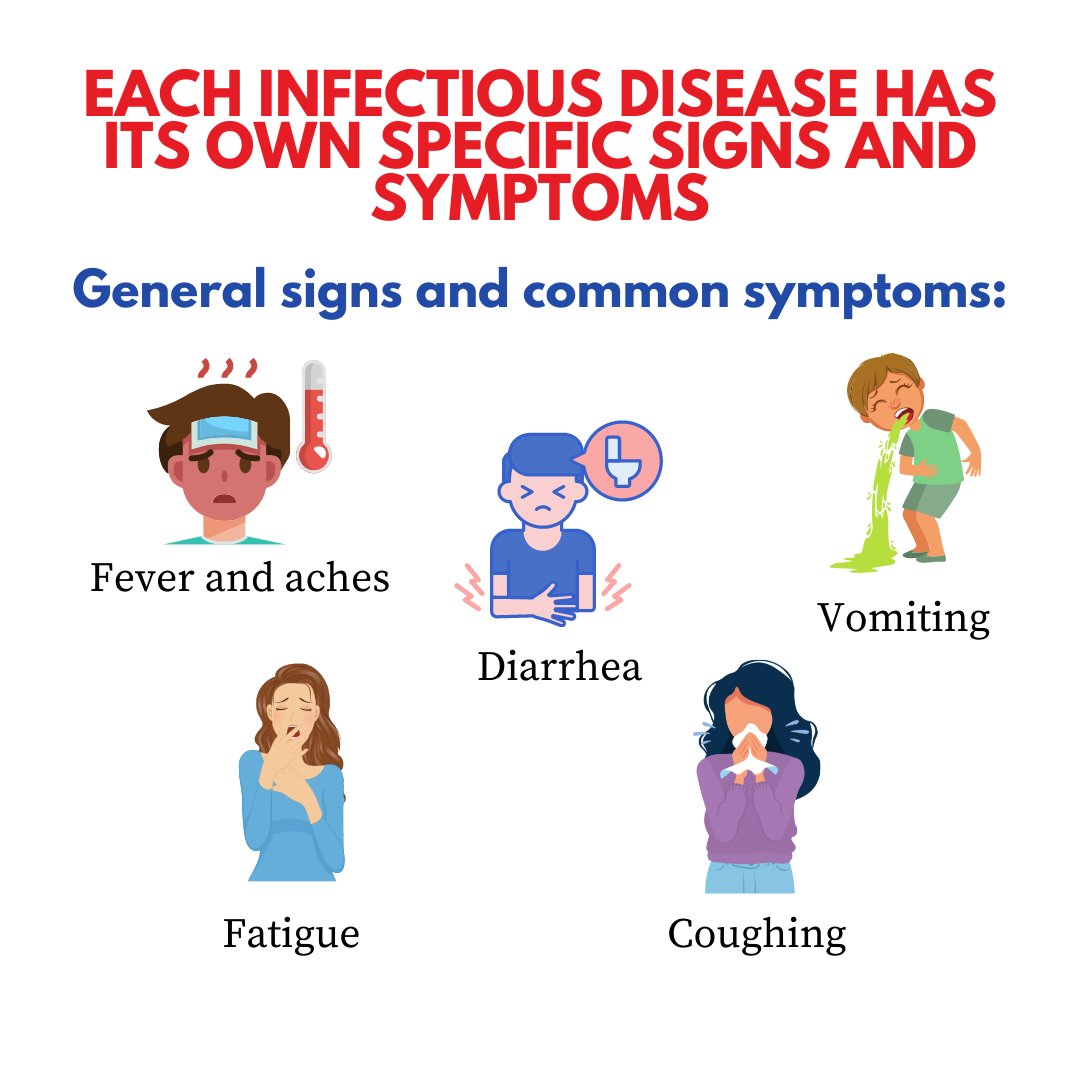 EACH INFECTIOUS DISEASE HAS
ITS OWN SPECIFIC SIGNS AND
SYMPTOMS
General signs and common symptoms:
Fever and aches
Diarrhea
Vomiting
Fatigue
Coughing